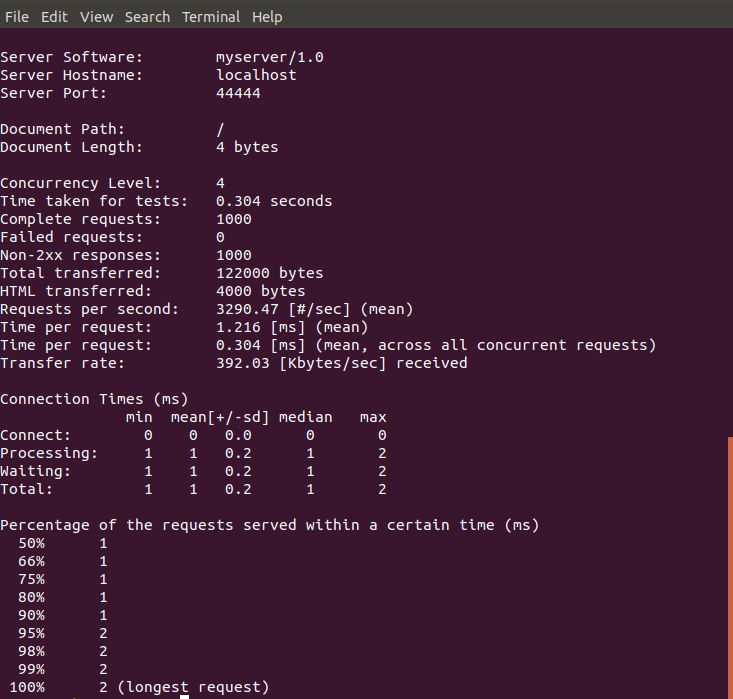 File Edit View Search Terminal Help
Server Software:        myserver/1.0
Server Hostname:        localhost
Server Port:            44444
Document Path:          /
Document Length:        4 bytes
Concurrency Level:      4
Time taken for tests:   0.304 seconds
Complete requests:      1000
Failed requests:        0
Non-2xx responses:      1000
Total transferred:      122000 bytes
HTML transferred:       4000 bytes
Requests per second:    3290.47 [#/sec] (mean)
Time per request:       1.216 [ms] (mean)
Time per request:       0.304 [ms] (mean, across all concurrent requests)
Transfer rate:          392.03 [Kbytes/sec] received
Connection Times (ms)
              min  mean[+/-sd] median   max
Connect:        0    0   0.0      0       0
Processing:     1    1   0.2      1       2
Waiting:        1    1   0.2      1       2
Total:          1    1   0.2      1       2
Percentage of the requests served within a certain time (ms)
  50%      1
  66%      1
  75%      1
  80%      1
  90%      1
  95%      2
  98%      2
  99%      2
 100%      2 (longest request)